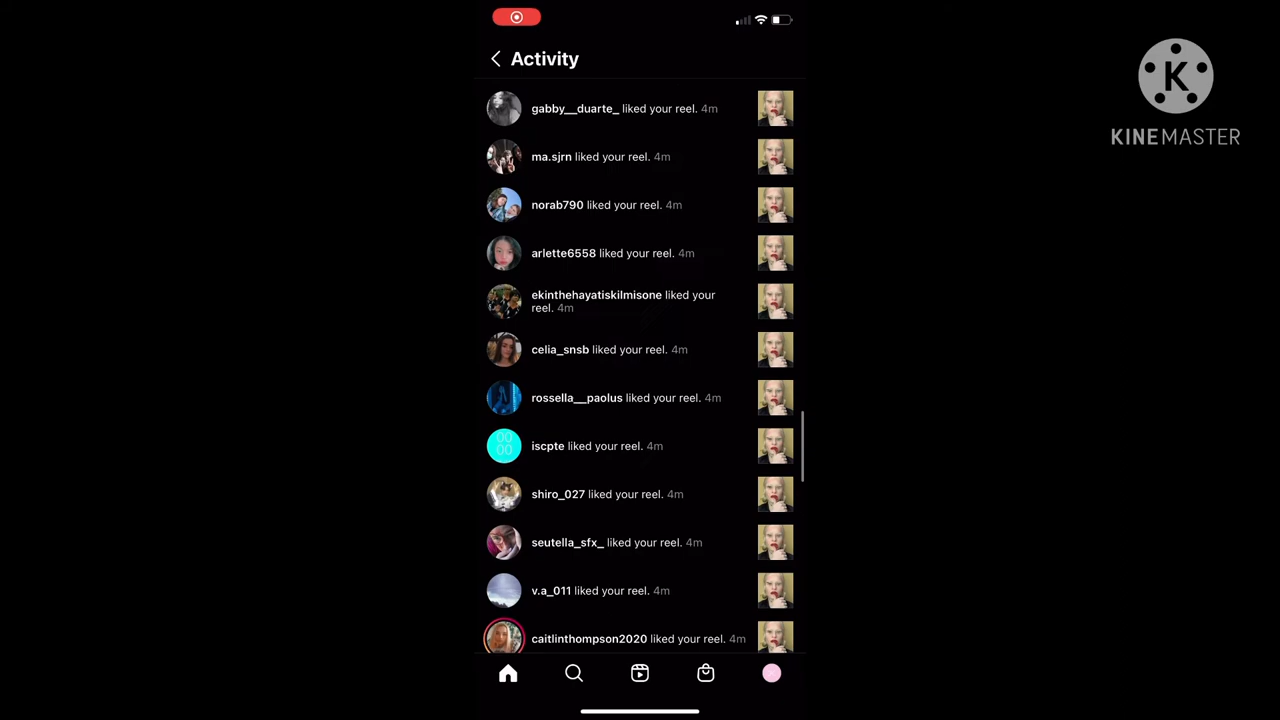 Activity
gabby__duarte_ liked your reel. 4m
ma.sjrn liked your reel. 4m
norab790 liked your reel. 4m
arlette6558 liked your reel. 4m
ekinthehayatiskilmisone liked your
reel. 4m
celia_snsb liked your reel. 4m
rossella__paolus liked your reel. 4m
iscpte liked your reel. 4m
00
00
shiro_027 liked your reel. 4m
seutella_sfx_ liked your reel. 4m
v.a_011 liked your reel. 4m
caitlinthompson2020 liked your reel. 4m
K
KINEMASTER